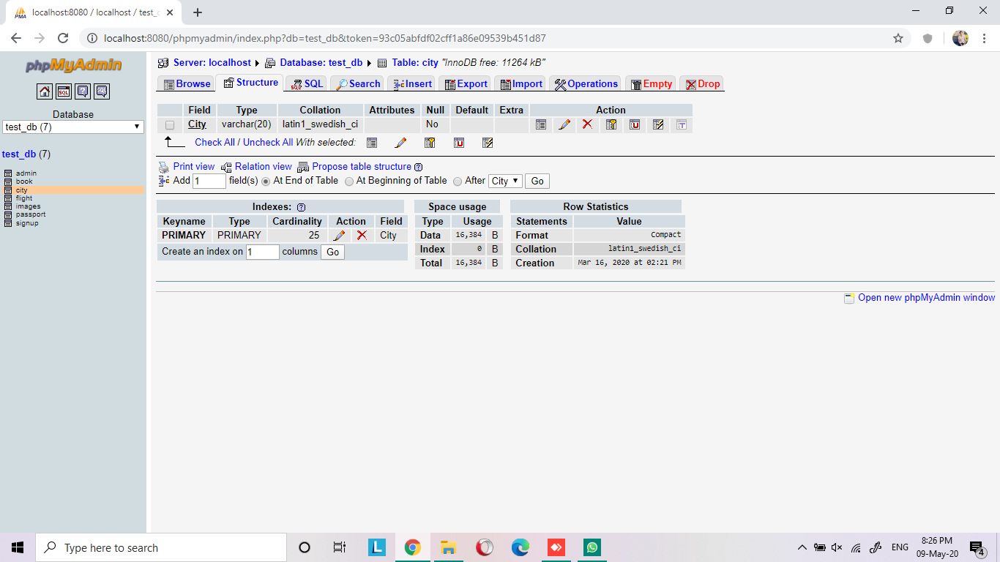 PMA localhost:8080 / localhost / test_
localhost:8080/phpmyadmin/index.php?db=test_db&token=93c05abfdf02cff1a86e09539b451d87
phpMyAdmin
SQL
Database
test_db (7)
test_db (7)
admin
book
city
flight
images
passport
signup
Server: localhost Database: test_db Table: city "InnoDB free: 11264 kB"
Browse Structure SQL Search Insert Export Import Operations Empty Drop
Field Type Collation Attributes Null Default Extra Action
City varchar(20) latin1_swedish_ci No
Check All / Uncheck All With selected:
Print view Relation view Propose table structure
Add 1 field(s) At End of Table At Beginning of Table After City Go
Indexes:
Keyname Type Cardinality Action Field
PRIMARY PRIMARY 25 City
Create an index on 1 columns Go
Space usage
Type Usage
Data 16,384 B
Index 0 B
Total 16,384 B
Row Statistics
Statements Value
Format Compact
Collation latin1_swedish_ci
Creation Mar 16, 2020 at 02:21 PM
Open new phpMyAdmin window
Type here to search
L
ENG
8:26 PM
09-May-20
4